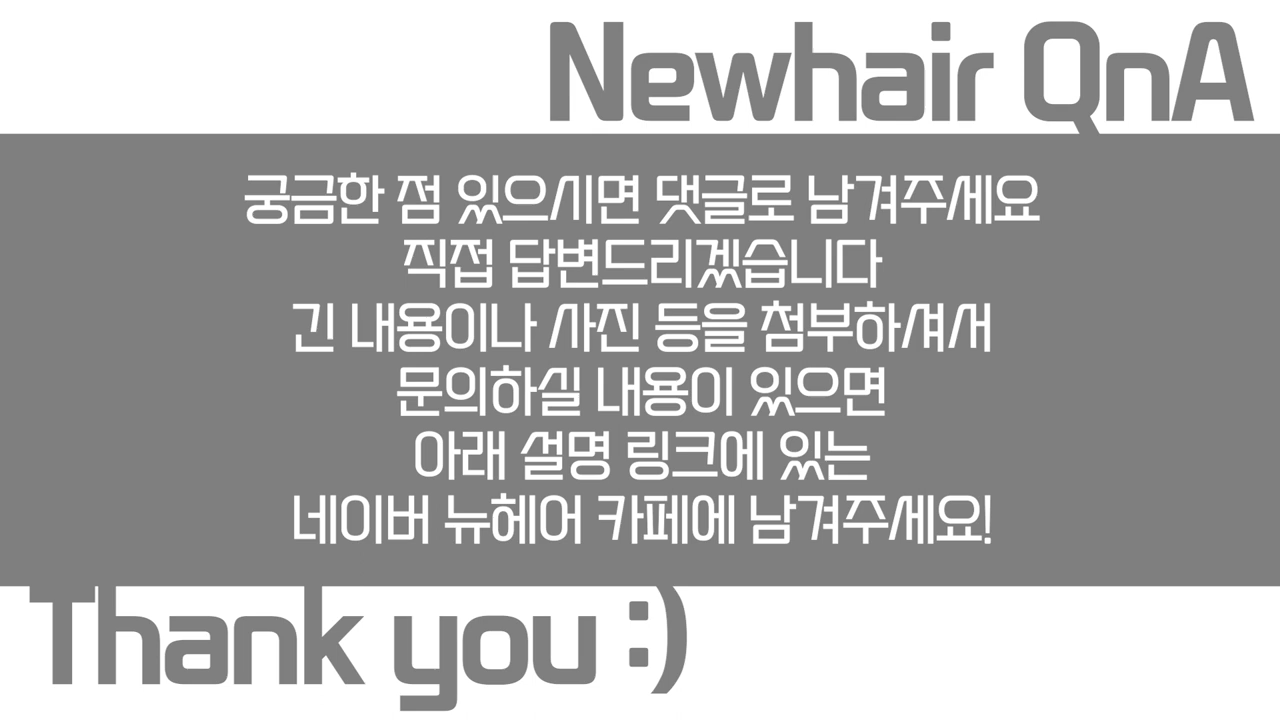 Newhair QnA
궁금한 점 있으시면 댓글로 남겨주세요
직접 답변드리겠습니다
긴 내용이나 사진 등을 첨부하셔서
문의하실 내용이 있으면
아래 설명 링크에 있는
네이버 뉴헤어 카페에 남겨주세요!
Thank you :)